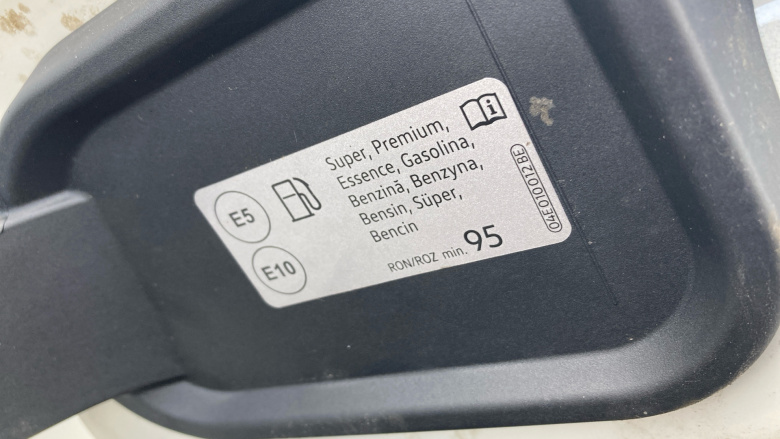 E5
E10
Super, Premium,
Essence, Gasolina,
Benzină, Benzyna,
Bensin, Süper,
Bencin
RON/ROZ min. 95
i
04E010012BE